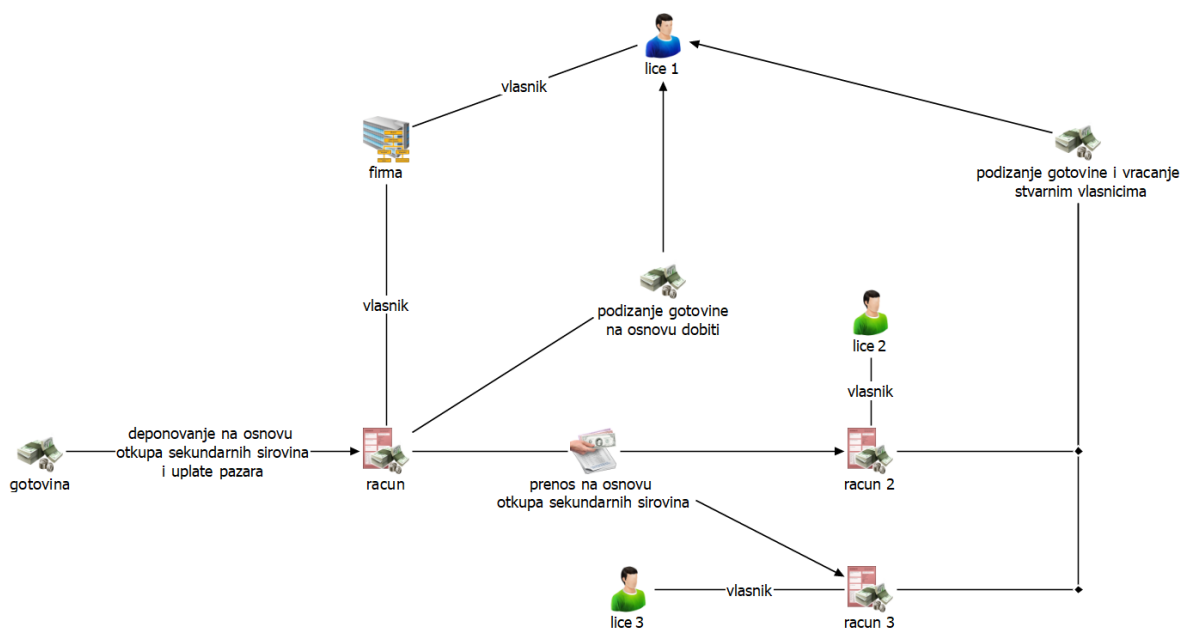 lice 1
vlasnik
firma
podizanje gotovine i vracanje
stvarnim vlasnicima
vlasnik
podizanje gotovine
na osnovu dobiti
lice 2
vlasnik
deponovanje na osnovu
otkupa sekundarnih sirovina
i uplate pazara
gotovina
racun
prenos na osnovu
otkupa sekundarnih sirovina
racun 2
lice 3
vlasnik
racun 3